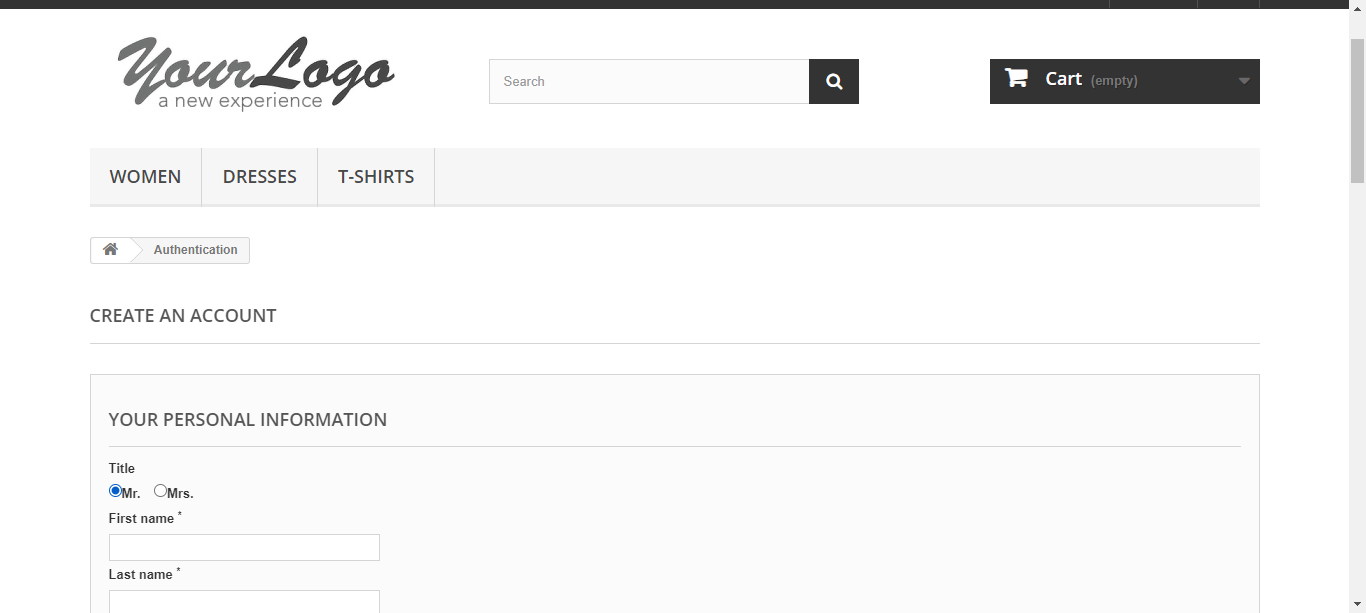 YourLogo
a new experience
Search
Cart (empty)
WOMEN DRESSES T-SHIRTS
Authentication
CREATE AN ACCOUNT
YOUR PERSONAL INFORMATION
Title
Mr. Mrs.
First name *
Last name *